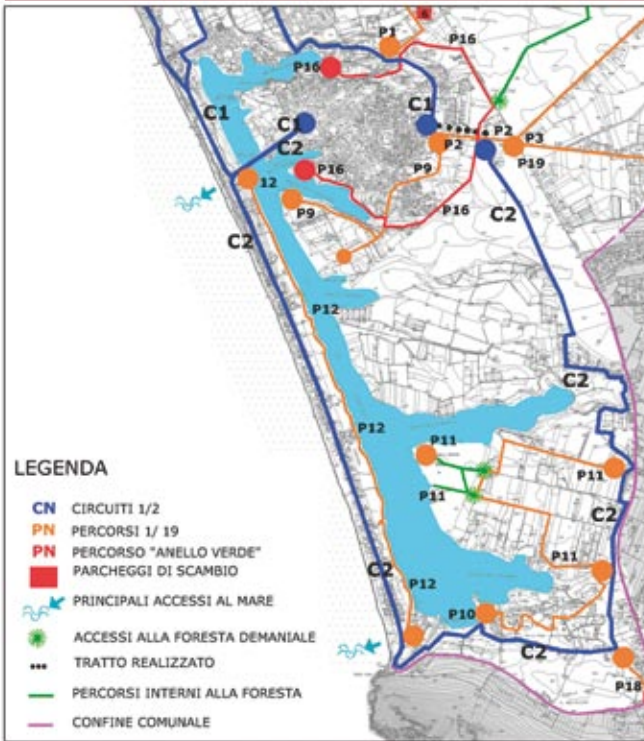 6
P1
P16
P16
C1
C1
C1
C2
P2
P2
P3
P19
P16
P9
12
P9
P16
C2
C2
P12
C2
P12
P11
P11
P11
C2
P11
C2
P12
P10
C2
P18
LEGENDA
CN CIRCUITI 1/2
PN PERCORSI 1/ 19
PN PERCORSO "ANELLO VERDE"
PARCHEGGI DI SCAMBIO
PRINCIPALI ACCESSI AL MARE
ACCESSI ALLA FORESTA DEMANIALE
TRATTO REALIZZATO
PERCORSI INTERNI ALLA FORESTA
CONFINE COMUNALE